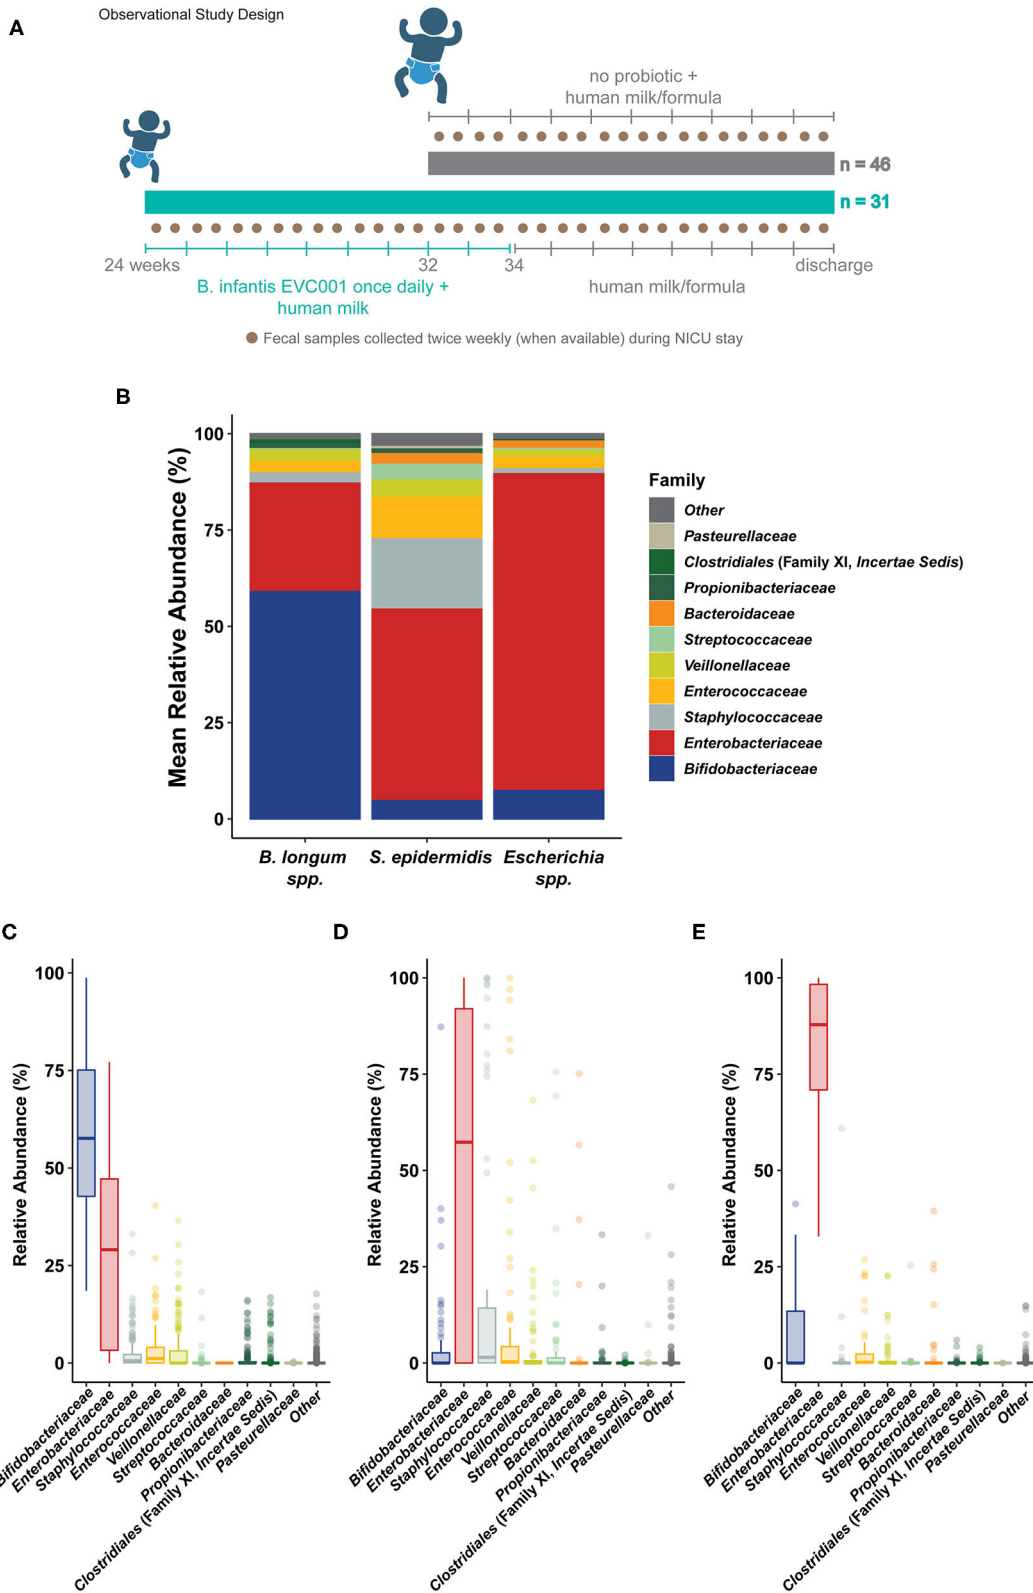 A
Observational Study Design
no probiotic +
human milk/formula
n = 46
n = 31
24 weeks
32
34
discharge
B. infantis EVC001 once daily +
human milk
human milk/formula
Fecal samples collected twice weekly (when available) during NICU stay
B
Mean Relative Abundance (%)
100
75
50
25
0
B. longum
spp.
S. epidermidis
Escherichia
spp.
Family
Other
Pasteurellaceae
Clostridiales (Family XI, Incertae Sedis)
Propionibacteriaceae
Bacteroidaceae
Streptococcaceae
Veillonellaceae
Enterococcaceae
Staphylococcaceae
Enterobacteriaceae
Bifidobacteriaceae
C
Relative Abundance (%)
100
75
50
25
0
Bifidobacteriaceae
Enterobacteriaceae
Staphylococcaceae
Enterococcaceae
Veillonellaceae
Streptococcaceae
Bacteroidaceae
Propionibacteriaceae
Clostridiales (Family XI, Incertae Sedis)
Pasteurellaceae
Other
D
Relative Abundance (%)
100
75
50
25
0
Bifidobacteriaceae
Enterobacteriaceae
Staphylococcaceae
Enterococcaceae
Veillonellaceae
Streptococcaceae
Bacteroidaceae
Propionibacteriaceae
Clostridiales (Family XI, Incertae Sedis)
Pasteurellaceae
Other
E
Relative Abundance (%)
100
75
50
25
0
Bifidobacteriaceae
Enterobacteriaceae
Staphylococcaceae
Enterococcaceae
Veillonellaceae
Streptococcaceae
Bacteroidaceae
Propionibacteriaceae
Clostridiales (Family XI, Incertae Sedis)
Pasteurellaceae
Other